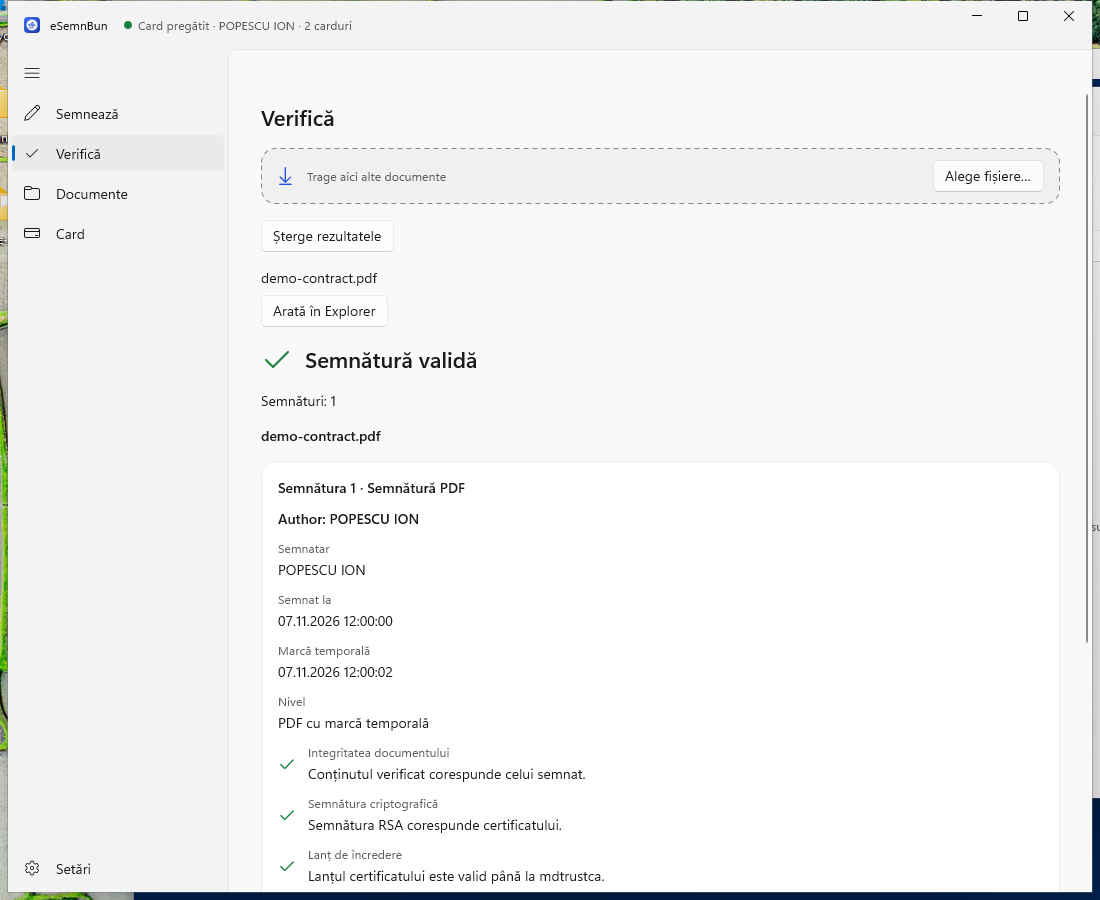 eSemnBun
Card pregătit · POPESCU ION · 2 carduri
Semnează
Verifică
Documente
Card
Setări
Verifică
Trage aici alte documente
Alege fișiere...
Șterge rezultatele
demo-contract.pdf
Arată în Explorer
Semnătură validă
Semnături: 1
demo-contract.pdf
Semnătura 1 · Semnătură PDF
Author: POPESCU ION
Semnatar
POPESCU ION
Semnat la
07.11.2026 12:00:00
Marcă temporală
07.11.2026 12:00:02
Nivel
PDF cu marcă temporală
Integritatea documentului
Conținutul verificat corespunde celui semnat.
Semnătura criptografică
Semnătura RSA corespunde certificatului.
Lanț de încredere
Lanțul certificatului este valid până la mdtrustca.